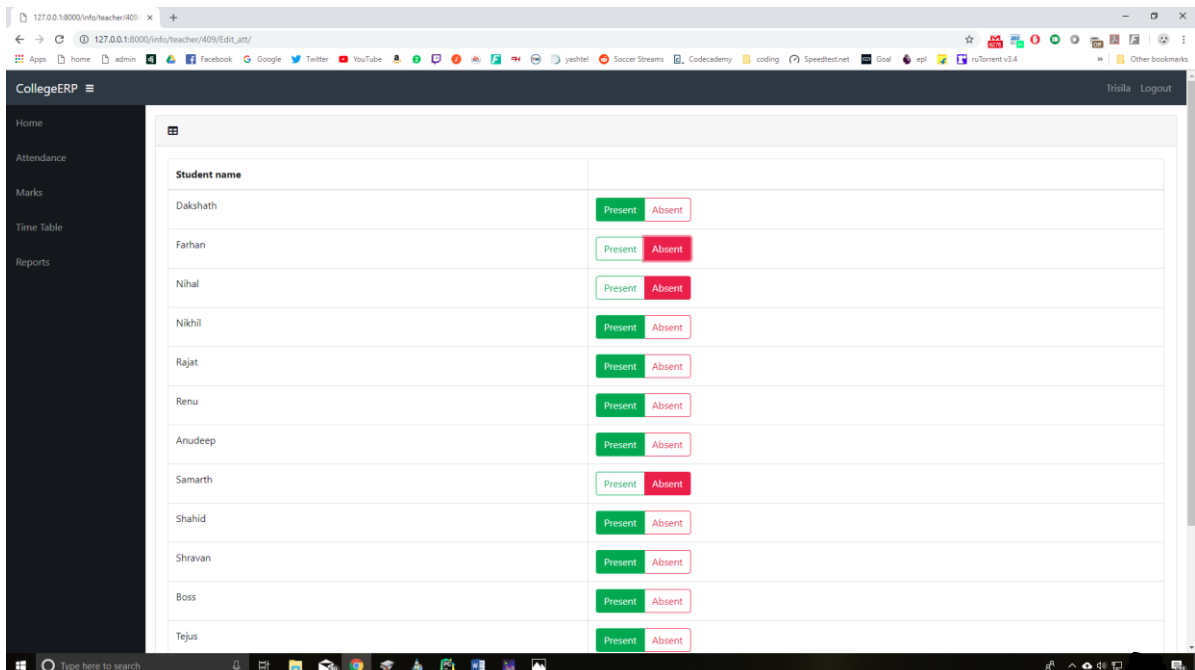 127.0.0.1:8000/info/teacher/409/
127.0.0.1:8000/info/teacher/409/Edit_att/
Apps home admin dj Facebook Google Twitter YouTube yashtel Soccer Streams Codecademy coding Speedtest.net Goal epl ruTorrent v3.4 » Other bookmarks
CollegeERP Trisila Logout
Home
Attendance
Marks
Time Table
Reports
Student name
Dakshath Present Absent
Farhan Present Absent
Nihal Present Absent
Nikhil Present Absent
Rajat Present Absent
Renu Present Absent
Anudeep Present Absent
Samarth Present Absent
Shahid Present Absent
Shravan Present Absent
Boss Present Absent
Tejus Present Absent
Type here to search